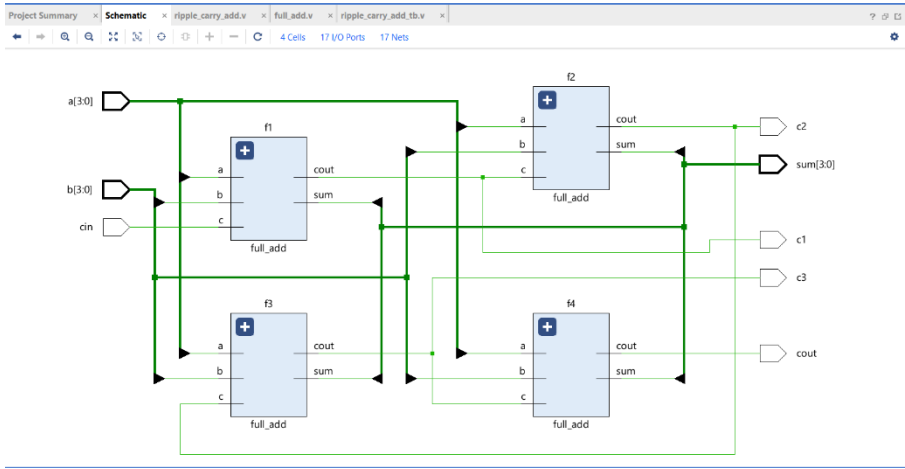 Project Summary × Schematic × ripple_carry_add.v × full_add.v × ripple_carry_add_tb.v × ? 
4 Cells 17 I/O Ports 17 Nets
f2
a[3:0]
a cout
c2
f1
b sum
sum[3:0]
a cout c
b[3:0]
b sum full_add
cin
c
c1
full_add
c3
f3 f4
a cout a cout
cout
b sum b sum
c c
full_add full_add